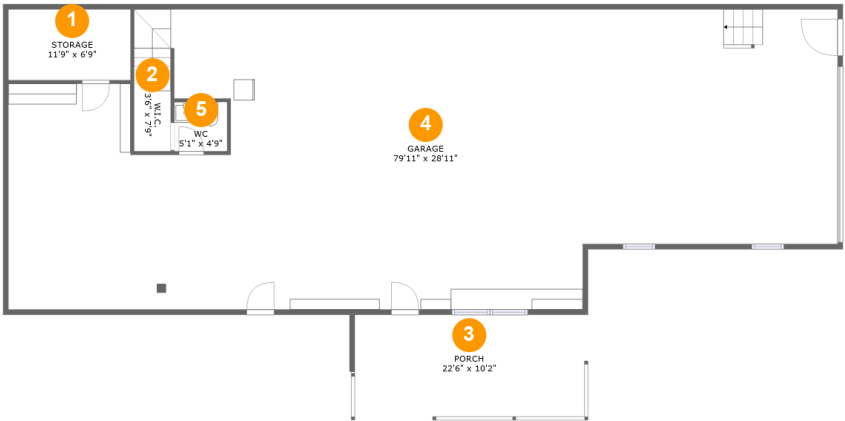 1
STORAGE
11'9" x 6'9"
2
W.I.C.
3'6" x 7'9"
5
WC
5'1" x 4'9"
4
GARAGE
79'11" x 28'11"
3
PORCH
22'6" x 10'2"